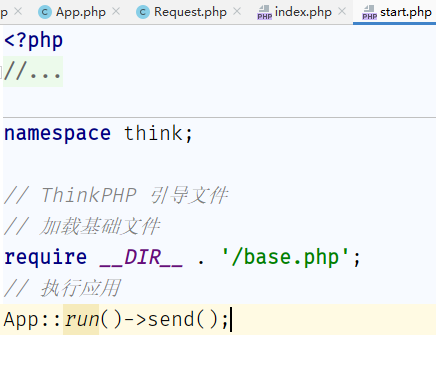 p App.php Request.php index.php start.php
<?php
//...
namespace think;
// ThinkPHP 引导文件
// 加载基础文件
require __DIR__ . '/base.php';
// 执行应用
App::run()->send();